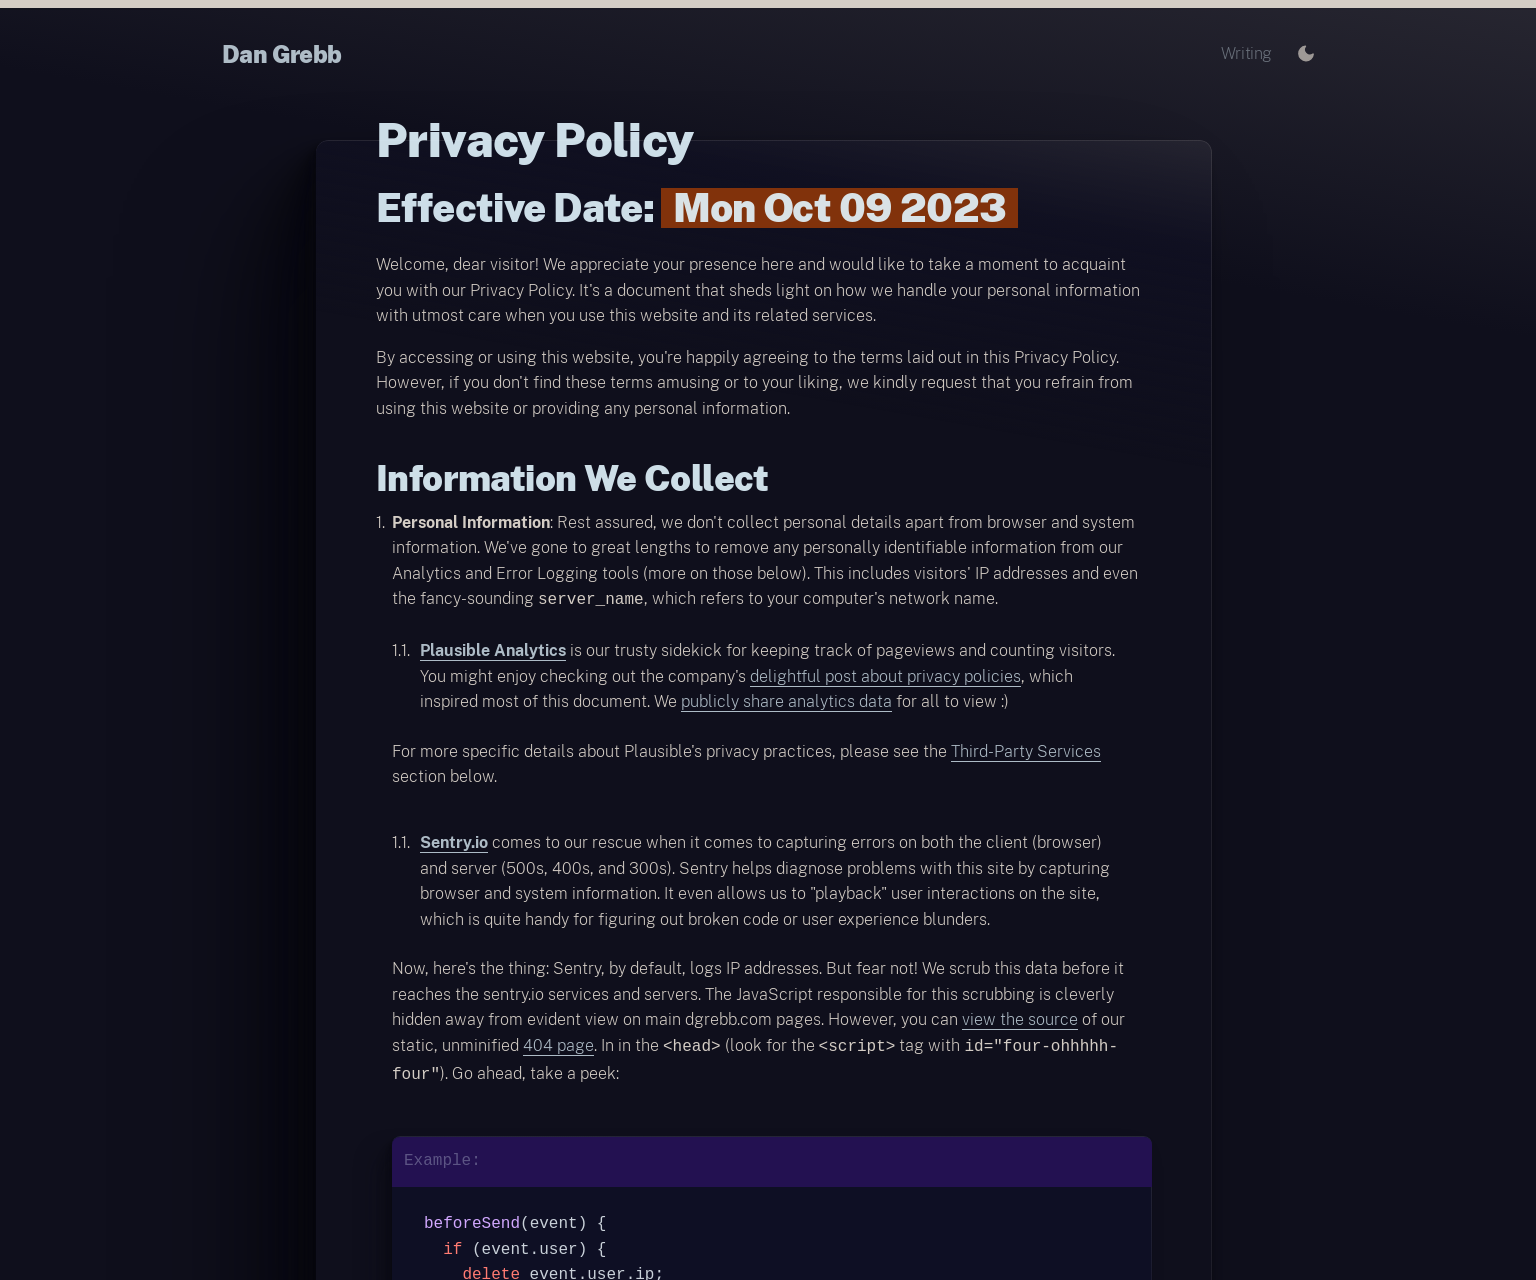 Dan Grebb
Writing
Privacy Policy
Effective Date: Mon Oct 09 2023
Welcome, dear visitor! We appreciate your presence here and would like to take a moment to acquaint
you with our Privacy Policy. It's a document that sheds light on how we handle your personal information
with utmost care when you use this website and its related services.
By accessing or using this website, you're happily agreeing to the terms laid out in this Privacy Policy.
However, if you don't find these terms amusing or to your liking, we kindly request that you refrain from
using this website or providing any personal information.
Information We Collect
1. Personal Information: Rest assured, we don't collect personal details apart from browser and system
information. We've gone to great lengths to remove any personally identifiable information from our
Analytics and Error Logging tools (more on those below). This includes visitors' IP addresses and even
the fancy-sounding server_name, which refers to your computer's network name.
1.1. Plausible Analytics is our trusty sidekick for keeping track of pageviews and counting visitors.
You might enjoy checking out the company's delightful post about privacy policies, which
inspired most of this document. We publicly share analytics data for all to view :)
For more specific details about Plausible's privacy practices, please see the Third-Party Services
section below.
1.1. Sentry.io comes to our rescue when it comes to capturing errors on both the client (browser)
and server (500s, 400s, and 300s). Sentry helps diagnose problems with this site by capturing
browser and system information. It even allows us to "playback" user interactions on the site,
which is quite handy for figuring out broken code or user experience blunders.
Now, here's the thing: Sentry, by default, logs IP addresses. But fear not! We scrub this data before it
reaches the sentry.io services and servers. The JavaScript responsible for this scrubbing is cleverly
hidden away from evident view on main dgrebb.com pages. However, you can view the source of our
static, unminified 404 page. In in the <head> (look for the <script> tag with id="four-ohhhhh-
four"). Go ahead, take a peek:
Example:
beforeSend(event) {
if (event.user) {
delete event.user.ip;